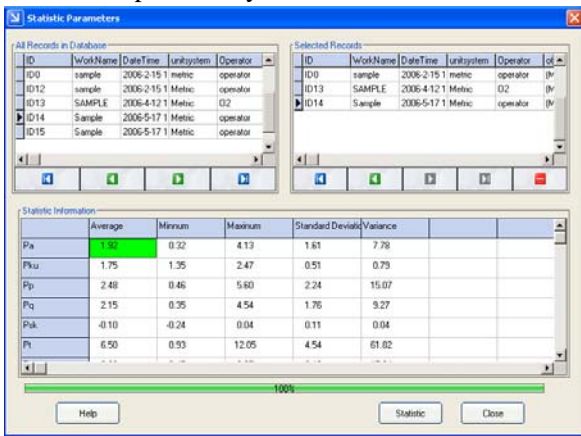 Statistic Parameters
All Records in Database
ID WorkName DateTime unitsystem Operator
ID0 sample 2006-2-15 1 metric operator
ID12 sample 2006-2-15 1 Metric operator
ID13 SAMPLE 2006-4-12 1 Metric O2
ID14 Sample 2006-5-17 1 Metric operator
ID15 Sample 2006-5-17 1 Metric operator
Selected Records
ID WorkName DateTime unitsystem Operator
ID0 sample 2006-2-15 1 metric operator
ID13 SAMPLE 2006-4-12 1 Metric O2
ID14 Sample 2006-5-17 1 Metric operator
Statistic Information
Average Minnum Maxinum Standard Deviatic Variance
Pa 1.92 0.32 4.13 1.61 7.78
Pku 1.75 1.35 2.47 0.51 0.79
Pp 2.48 0.46 5.60 2.24 15.07
Pq 2.15 0.35 4.54 1.76 9.27
Psk -0.10 -0.24 0.04 0.11 0.04
Pt 6.50 0.93 12.05 4.54 61.82
100%
Help Statistic Close